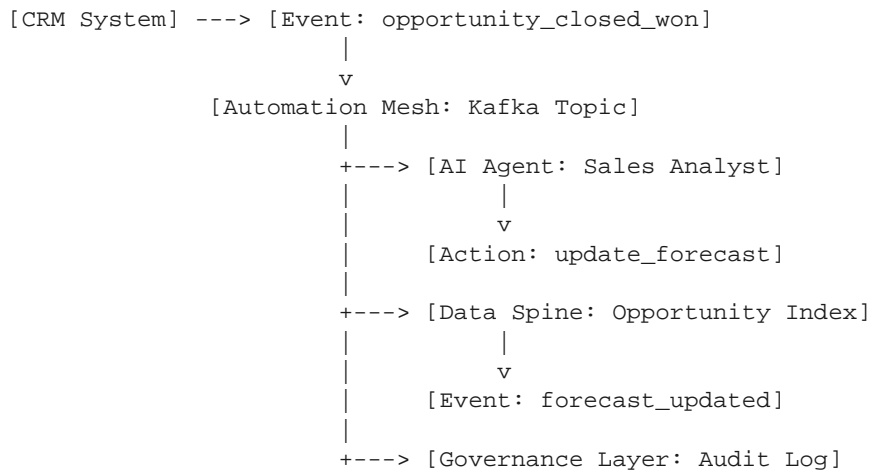 [CRM System] ---> [Event: opportunity_closed_won]
|
v
[Automation Mesh: Kafka Topic]
|
+---> [AI Agent: Sales Analyst]
| |
| v
| [Action: update_forecast]
|
+---> [Data Spine: Opportunity Index]
| |
| v
| [Event: forecast_updated]
|
+---> [Governance Layer: Audit Log]